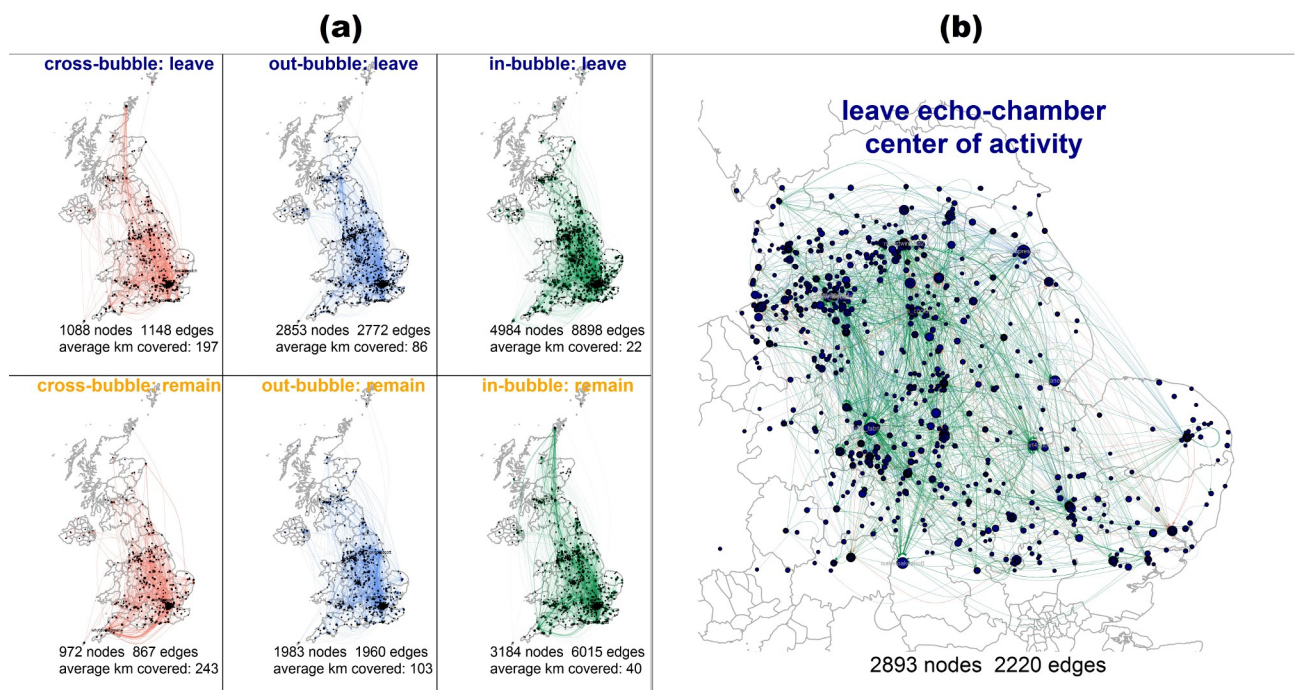 (a)
(b)
cross-bubble: leave
out-bubble: leave
in-bubble: leave
1088 nodes 1148 edges
average km covered: 197
2853 nodes 2772 edges
average km covered: 86
4984 nodes 8898 edges
average km covered: 22
cross-bubble: remain
out-bubble: remain
in-bubble: remain
972 nodes 867 edges
average km covered: 243
1983 nodes 1960 edges
average km covered: 103
3184 nodes 6015 edges
average km covered: 40
leave echo-chamber
center of activity
2893 nodes 2220 edges